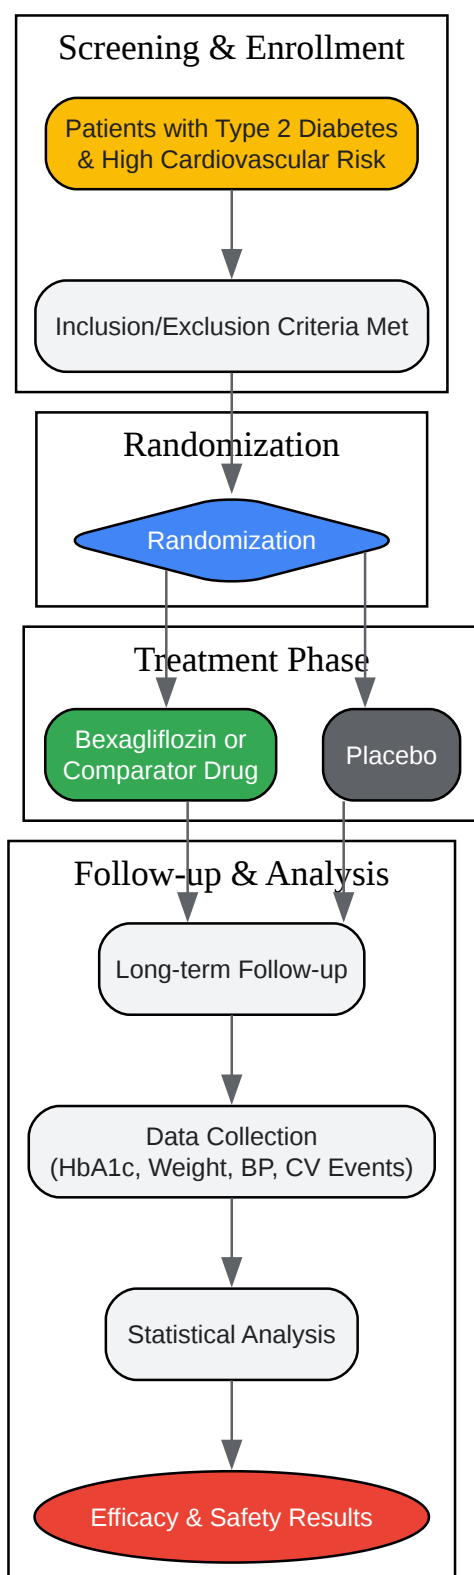 Screening & Enrollment
Patients with Type 2 Diabetes
& High Cardiovascular Risk
Inclusion/Exclusion Criteria Met
Randomization
Randomization
Treatment Phase
Bexagliflozin or
Comparator Drug
Placebo
Follow-up & Analysis
Long-term Follow-up
Data Collection
(HbA1c, Weight, BP, CV Events)
Statistical Analysis
Efficacy & Safety Results